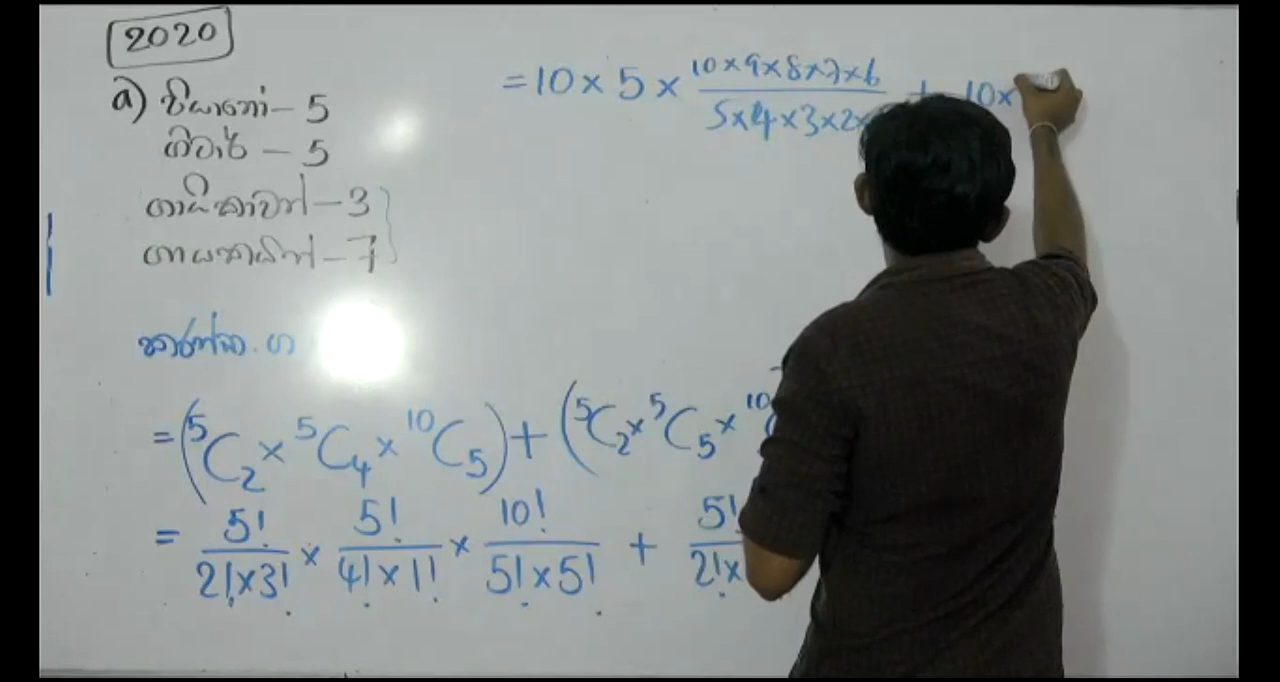 2020
a) පියානෝ – 5
ගිටාර් – 5
ගායිකාවන් – 3
ගායකයින් – 7
= 10 × 5 × (10×9×8×7×6)/(5×4×3×2× + 10×
= (⁵C₂ × ⁵C₄ × ¹⁰C₅) + (⁵C₂ × ⁵C₅ × ¹⁰
= 5!/(2!×3!) × 5!/(4!×1!) × 10!/(5!×5!) + 5!/(2!×